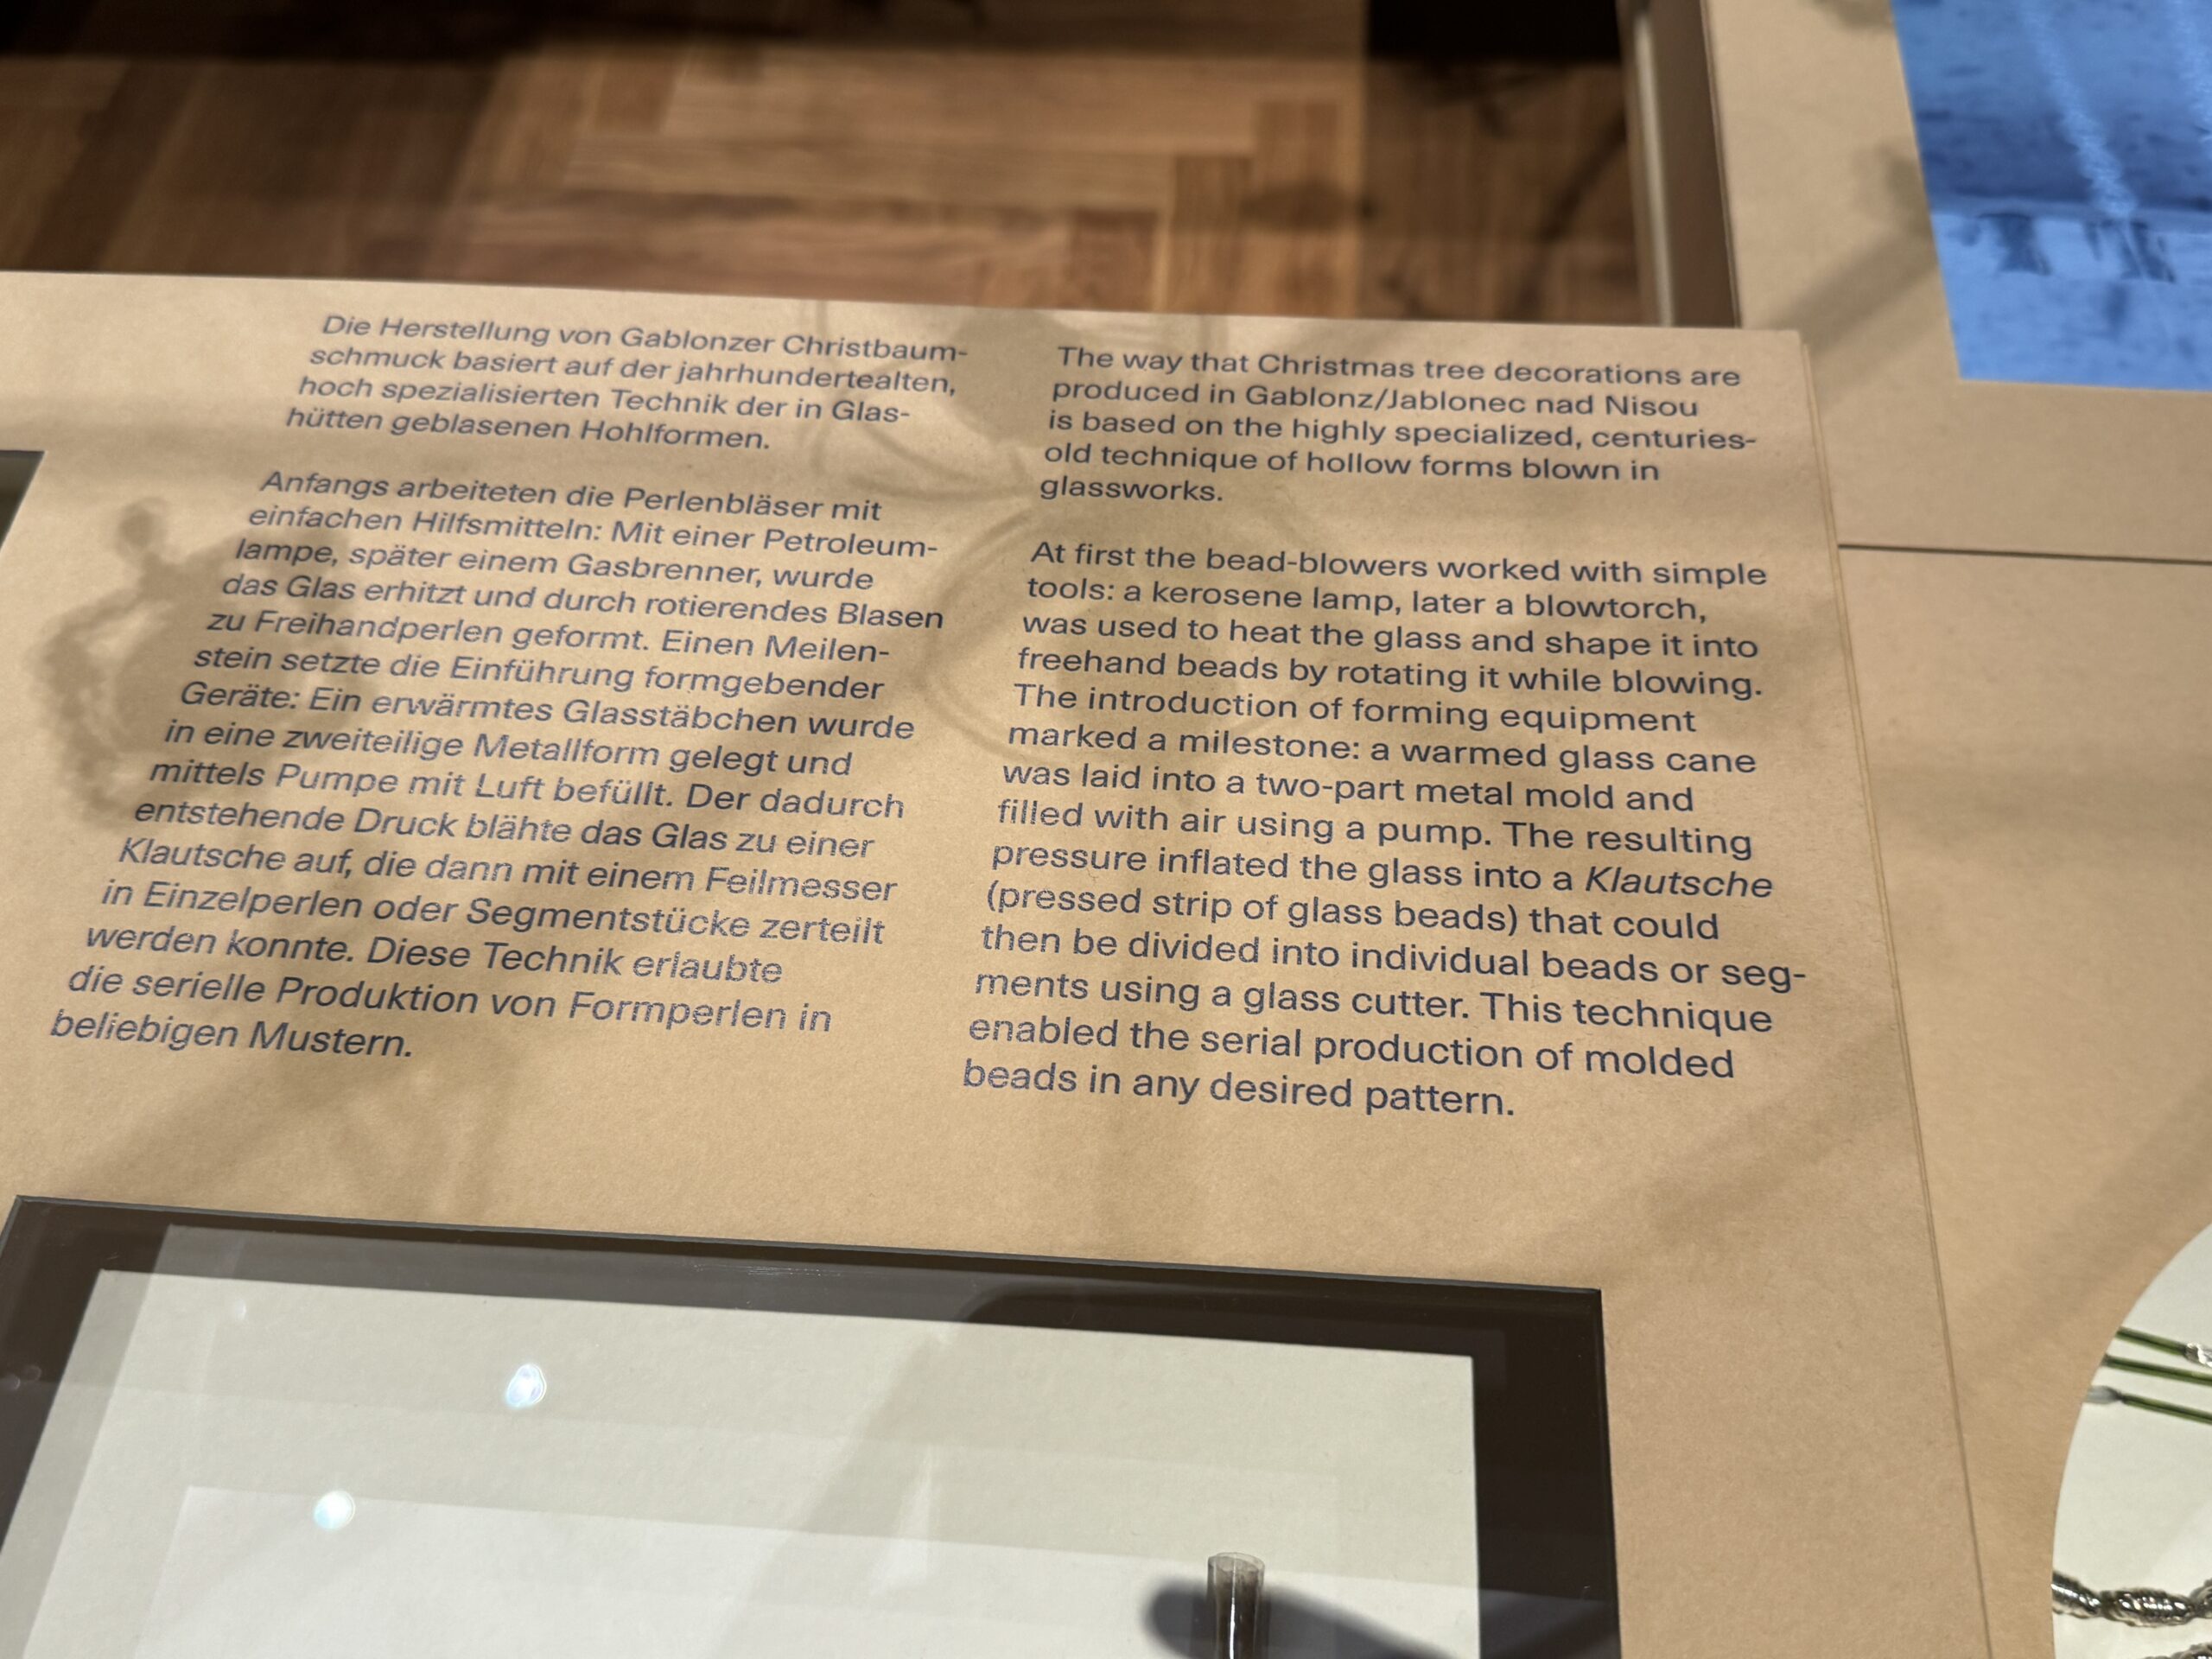 Die Herstellung von Gablonzer Christbaum-
schmuck basiert auf der jahrhundertealten,
hoch spezialisierten Technik der in Glas-
hütten geblasenen Hohlformen.
Anfangs arbeiteten die Perlenbläser mit
einfachen Hilfsmitteln: Mit einer Petroleum-
lampe, später einem Gasbrenner, wurde
das Glas erhitzt und durch rotierendes Blasen
zu Freihandperlen geformt. Einen Meilen-
stein setzte die Einführung formgebender
Geräte: Ein erwärmtes Glasstäbchen wurde
in eine zweiteilige Metallform gelegt und
mittels Pumpe mit Luft befüllt. Der dadurch
entstehende Druck blähte das Glas zu einer
Klautsche auf, die dann mit einem Feilmesser
in Einzelperlen oder Segmentstücke zerteilt
werden konnte. Diese Technik erlaubte
die serielle Produktion von Formperlen in
beliebigen Mustern.
The way that Christmas tree decorations are
produced in Gablonz/Jablonec nad Nisou
is based on the highly specialized, centuries-
old technique of hollow forms blown in
glassworks.
At first the bead-blowers worked with simple
tools: a kerosene lamp, later a blowtorch,
was used to heat the glass and shape it into
freehand beads by rotating it while blowing.
The introduction of forming equipment
marked a milestone: a warmed glass cane
was laid into a two-part metal mold and
filled with air using a pump. The resulting
pressure inflated the glass into a Klautsche
(pressed strip of glass beads) that could
then be divided into individual beads or seg-
ments using a glass cutter. This technique
enabled the serial production of molded
beads in any desired pattern.